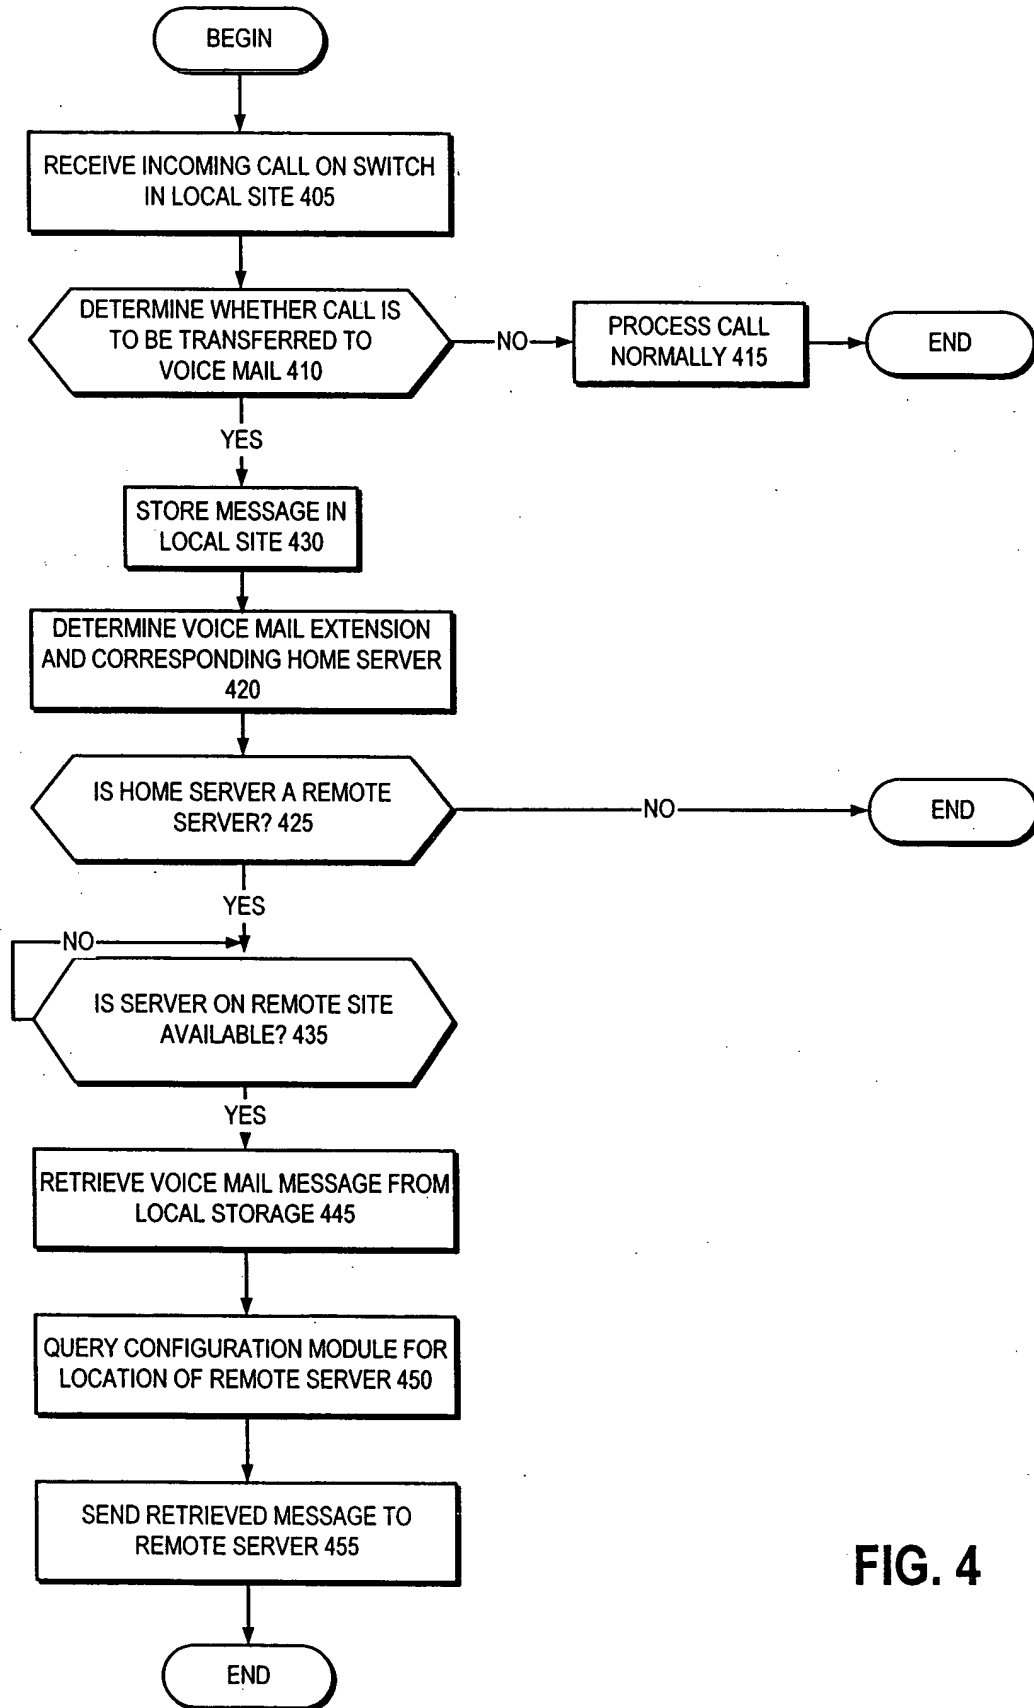 BEGIN
RECEIVE INCOMING CALL ON SWITCH
IN LOCAL SITE 405
DETERMINE WHETHER CALL IS
TO BE TRANSFERRED TO
VOICE MAIL 410
NO
PROCESS CALL
NORMALLY 415
END
YES
STORE MESSAGE IN
LOCAL SITE 430
DETERMINE VOICE MAIL EXTENSION
AND CORRESPONDING HOME SERVER
420
IS HOME SERVER A REMOTE
SERVER? 425
NO
END
YES
NO
IS SERVER ON REMOTE SITE
AVAILABLE? 435
YES
RETRIEVE VOICE MAIL MESSAGE FROM
LOCAL STORAGE 445
QUERY CONFIGURATION MODULE FOR
LOCATION OF REMOTE SERVER 450
SEND RETRIEVED MESSAGE TO
REMOTE SERVER 455
END
FIG. 4